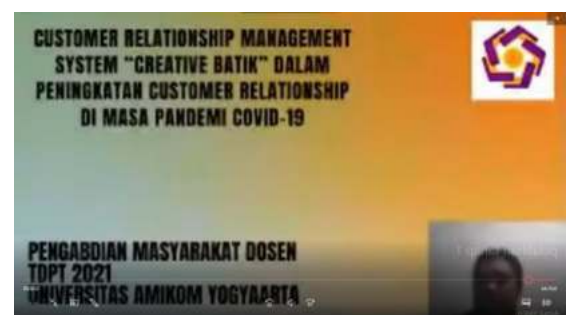 CUSTOMER RELATIONSHIP MANAGEMENT
SYSTEM "CREATIVE BATIK" DALAM
PENINGKATAN CUSTOMER RELATIONSHIP
DI MASA PANDEMI COVID-19
PENGABDIAN MASYARAKAT DOSEN
TDPT 2021
UNIVERSITAS AMIKOM YOGYAKARTA